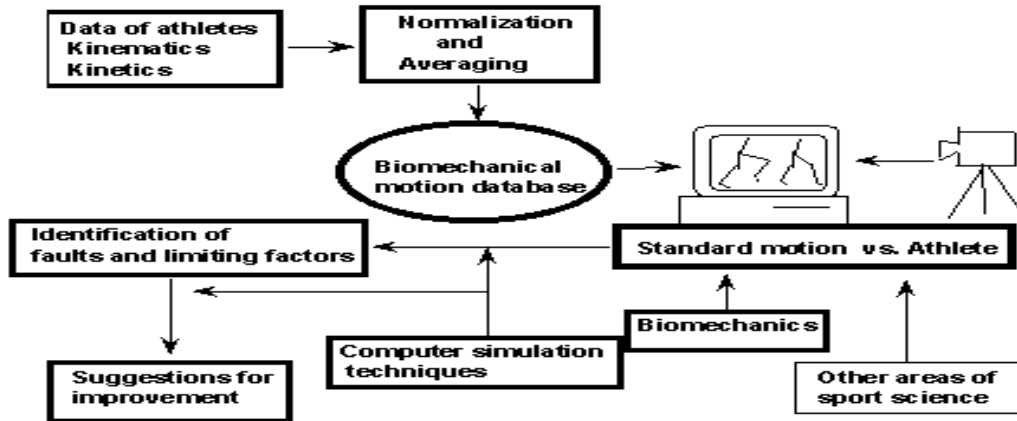 Data of athletes
Kinematics
Kinetics
Normalization
and
Averaging
Biomechanical
motion database
Identification of
faults and limiting factors
Standard motion vs. Athlete
Biomechanics
Computer simulation
techniques
Suggestions for
improvement
Other areas of
sport science